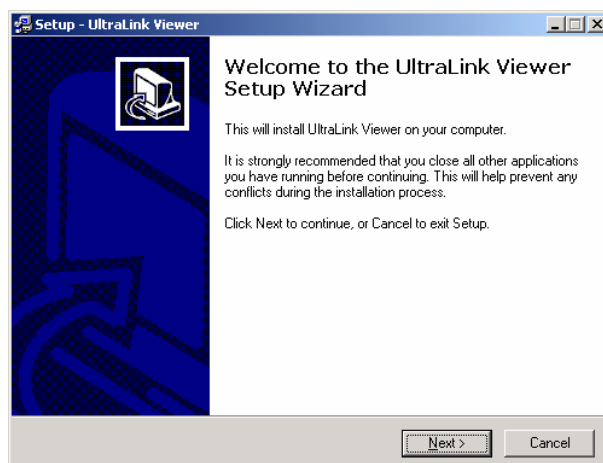 Setup - UltraLink Viewer
Welcome to the UltraLink Viewer
Setup Wizard
This will install UltraLink Viewer on your computer.
It is strongly recommended that you close all other applications
you have running before continuing. This will help prevent any
conflicts during the installation process.
Click Next to continue, or Cancel to exit Setup.
Next >
Cancel